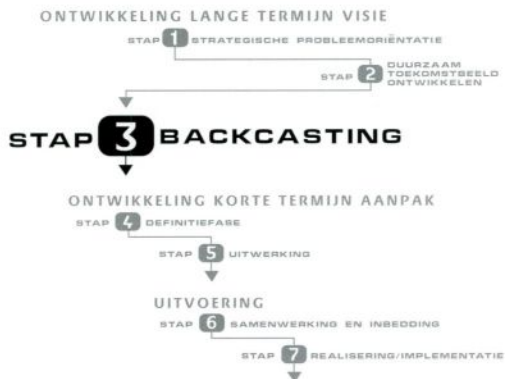 ONTWIKKELING LANGE TERMIJN VISIE
STAP 1 STRATEGISCHE PROBLEEMORIËNTATIE
STAP 2 DUURZAAM
TOEKOMSTBEELD
ONTWIKKELEN
STAP 3 BACKCASTING
ONTWIKKELING KORTE TERMIJN AANPAK
STAP 4 DEFINITIEFASE
STAP 5 UITWERKING
UITVOERING
STAP 6 SAMENWERKING EN INBEDDING
STAP 7 REALISERING/IMPLEMENTATIE